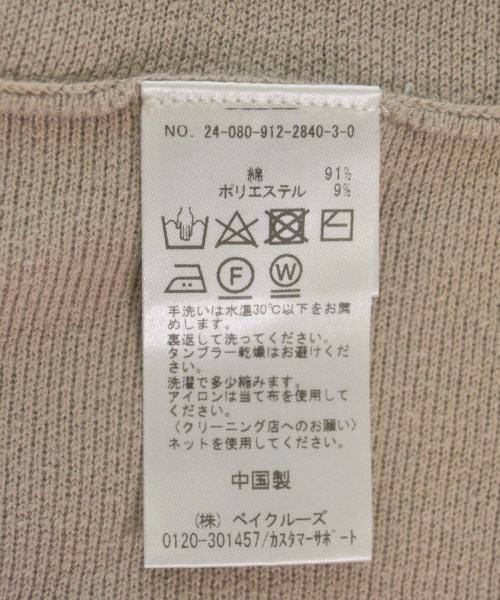 NO. 24-080-912-2840-3-0
綿 91%
ポリエステル 9%
F W
手洗いは水温30℃以下をお薦
めします。
裏返して洗ってください。
タンブラー乾燥はお避けくだ
さい。
洗濯で多少縮みます。
アイロンは当て布を使用して
ください。
〈クリーニング店へのお願い〉
ネットを使用してください。
中国製
(株) ベイクルーズ
0120-301457/カスタマーサポート